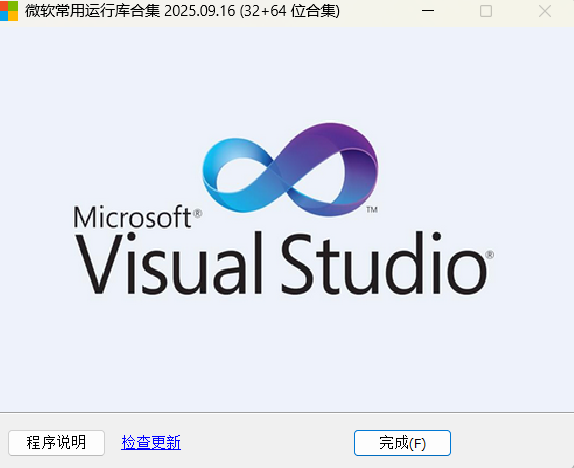 微软常用运行库合集 2025.09.16 (32+64 位合集)
TM
Microsoft®
Visual Studio®
程序说明 检查更新 完成(F)